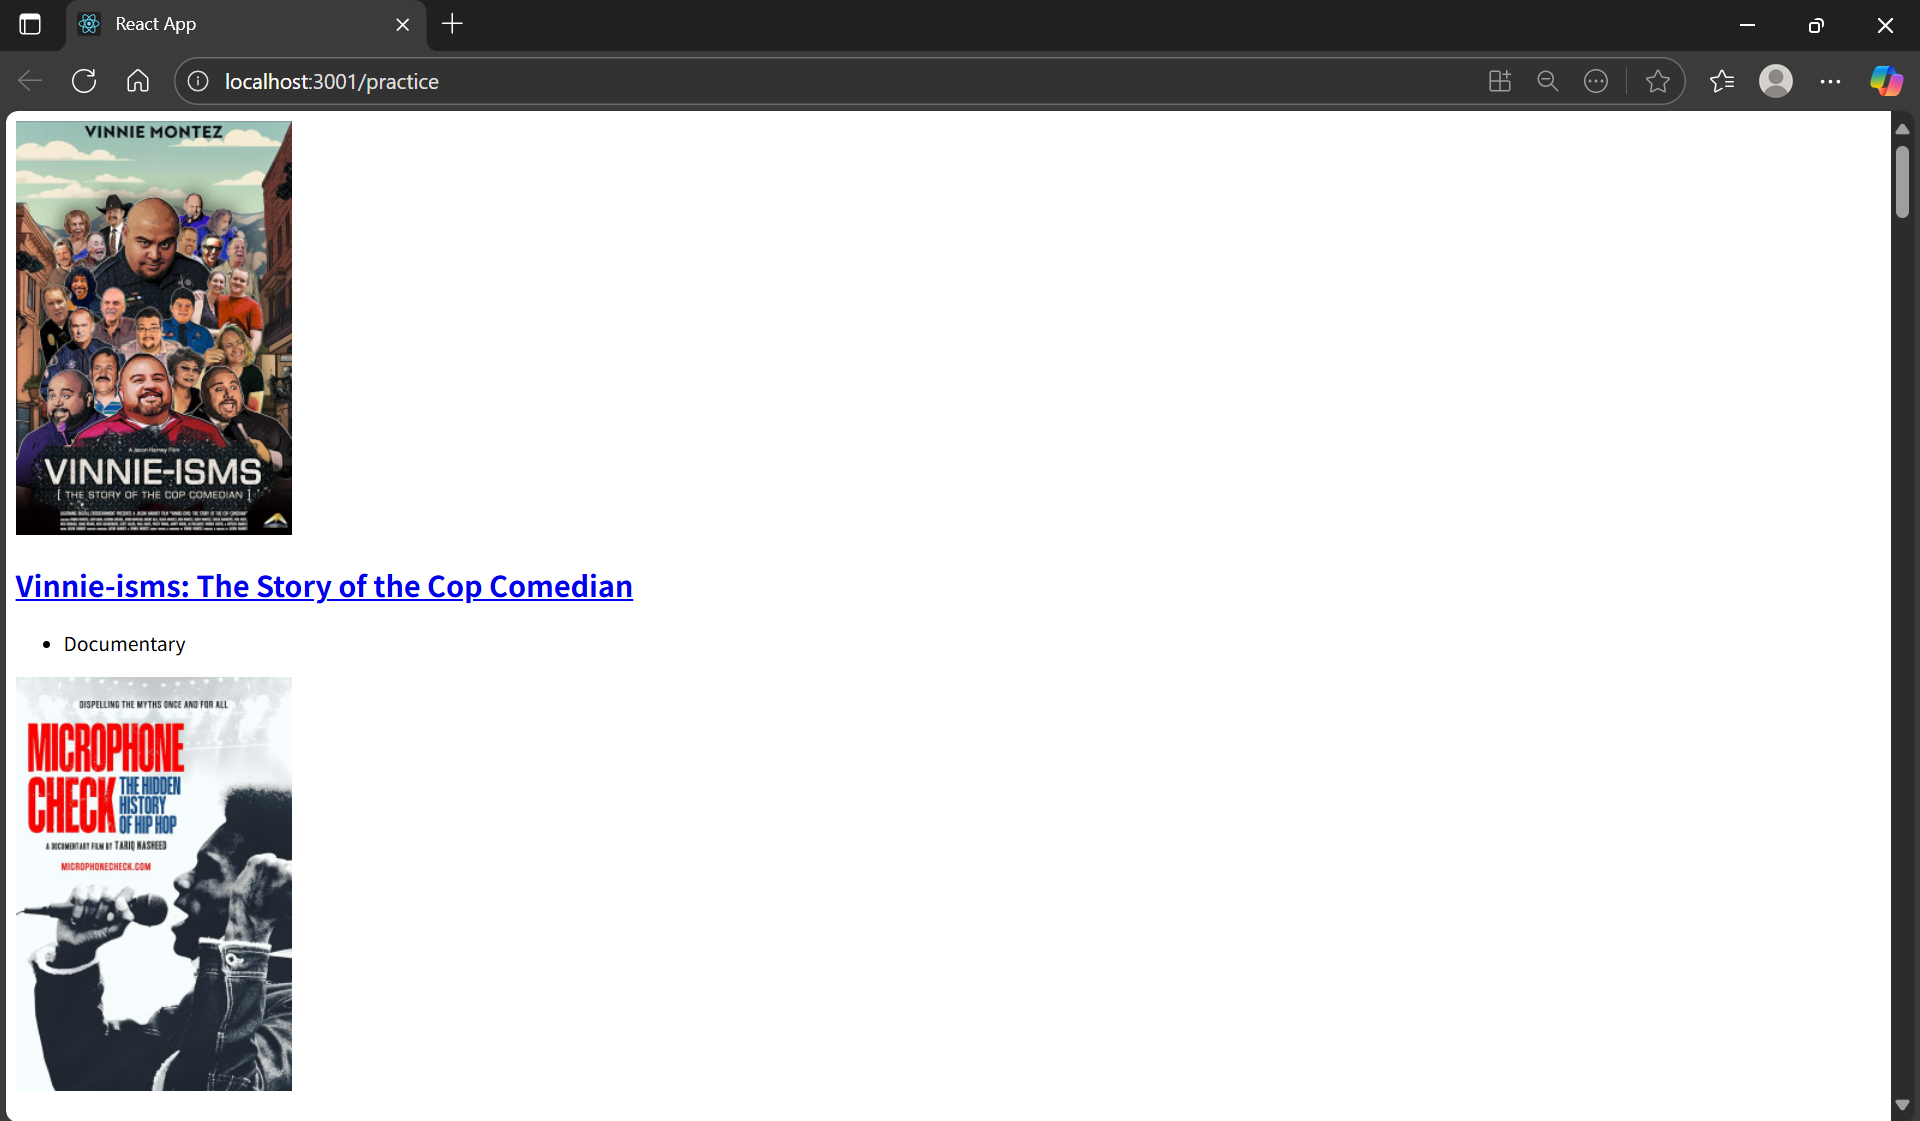 React App
localhost:3001/practice
VINNIE MONTEZ
A Jason Harney Film
VINNIE-ISMS
[ THE STORY OF THE COP COMEDIAN ]
Vinnie-isms: The Story of the Cop Comedian
Documentary
DISPELLING THE MYTHS ONCE AND FOR ALL
MICROPHONE
CHECK
THE HIDDEN
HISTORY
OF HIP HOP
A DOCUMENTARY FILM BY TARIQ NASHEED
MICROPHONECHECK.COM